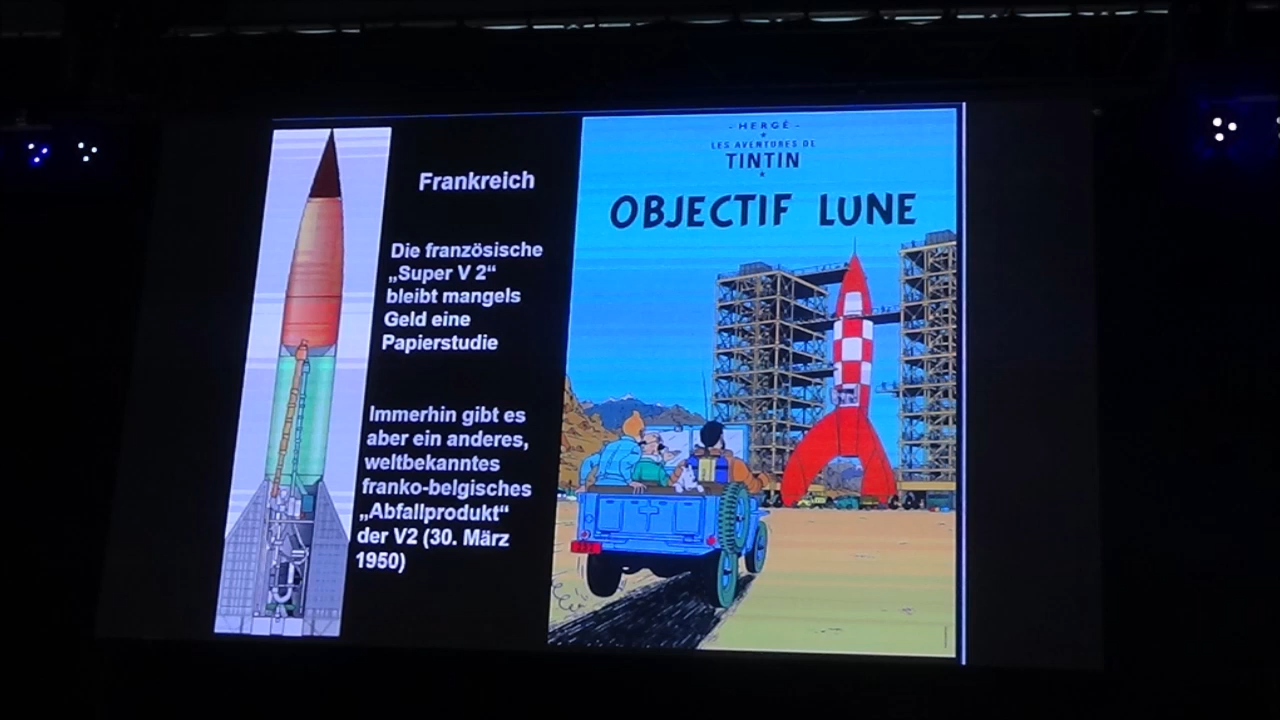 Frankreich
Die französische
„Super V 2“
bleibt mangels
Geld eine
Papierstudie
Immerhin gibt es
aber ein anderes,
weltbekanntes
franko-belgisches
„Abfallprodukt“
der V2 (30. März
1950)
- HERGÉ -
LES AVENTURES DE
TINTIN
OBJECTIF LUNE